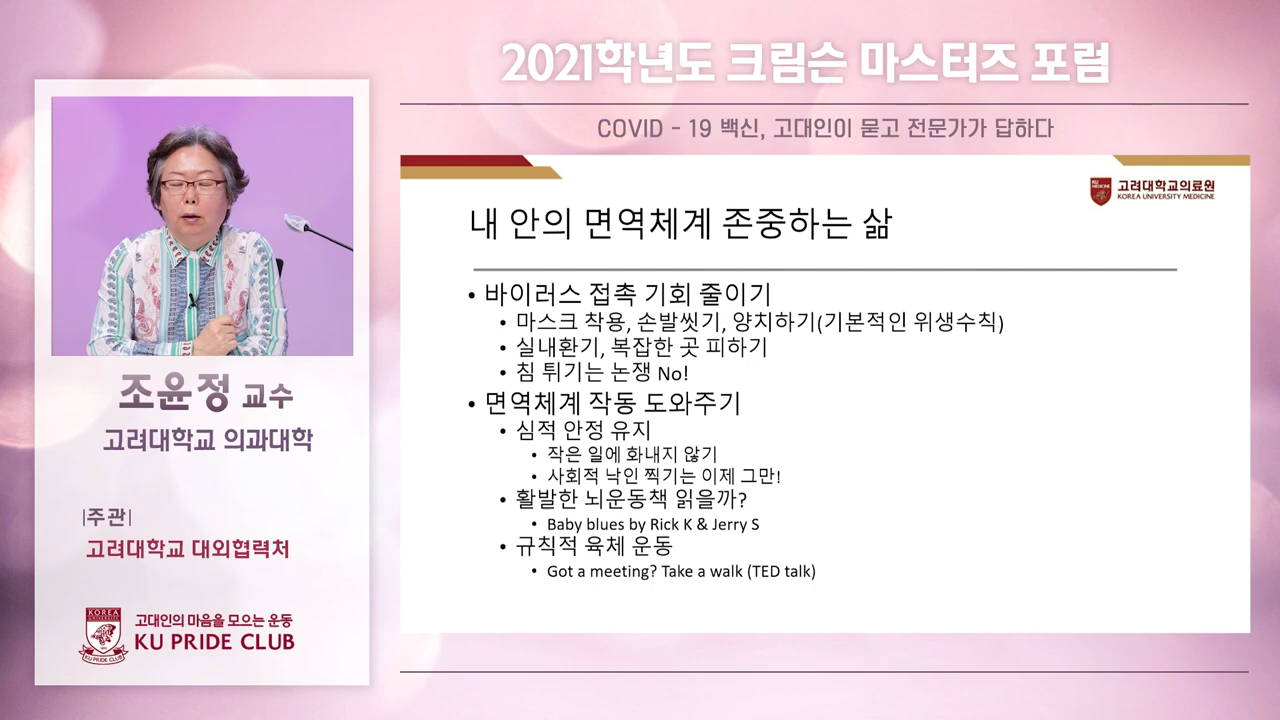 2021학년도 크림슨 마스터즈 포럼
COVID - 19 백신, 고대인이 묻고 전문가가 답하다
조윤정 교수
고려대학교 의과대학
|주관|
고려대학교 대외협력처
KOREA
UNIVERSITY
KU PRIDE CLUB
고대인의 마음을 모으는 운동
KU PRIDE CLUB
KU
MEDICINE
고려대학교의료원
KOREA UNIVERSITY MEDICINE
내 안의 면역체계 존중하는 삶
• 바이러스 접촉 기회 줄이기
• 마스크 착용, 손발씻기, 양치하기(기본적인 위생수칙)
• 실내환기, 복잡한 곳 피하기
• 침 튀기는 논쟁 No!
• 면역체계 작동 도와주기
• 심적 안정 유지
• 작은 일에 화내지 않기
• 사회적 낙인 찍기는 이제 그만!
• 활발한 뇌운동책 읽을까?
• Baby blues by Rick K & Jerry S
• 규칙적 육체 운동
• Got a meeting? Take a walk (TED talk)